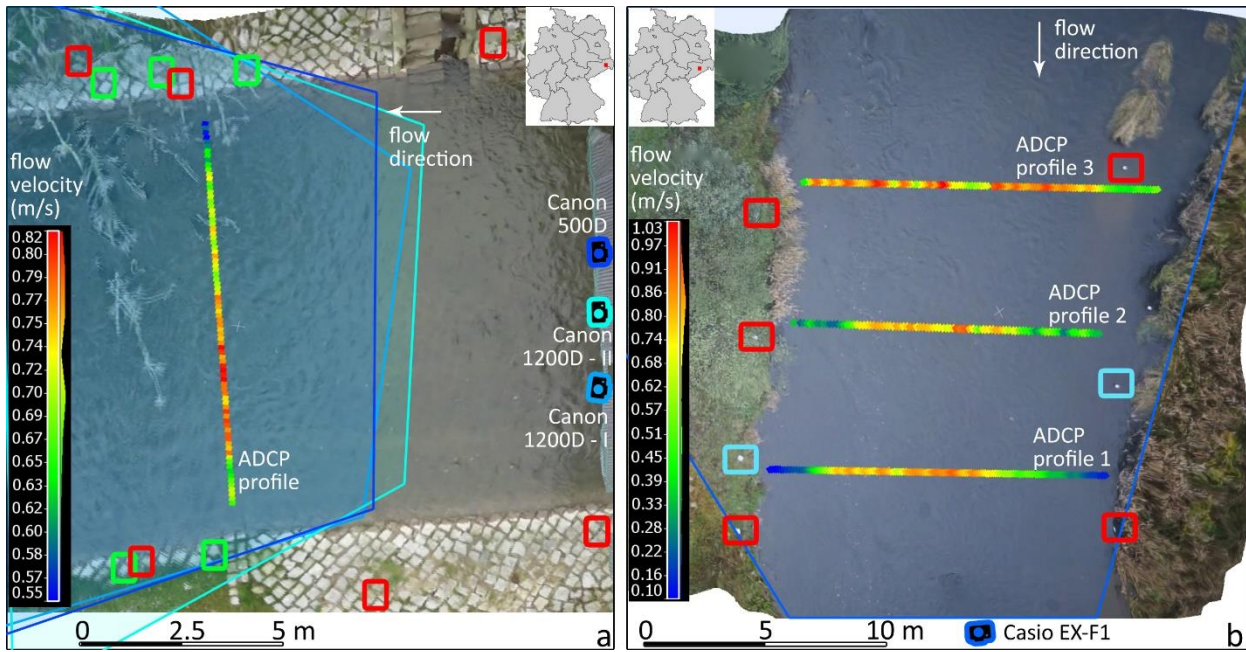 flow
direction
flow
velocity
(m/s)
0.82
0.80
0.79
0.77
0.75
0.74
0.72
0.70
0.69
0.67
0.65
0.63
0.62
0.60
0.58
0.57
0.55
Canon
500D
Canon
1200D - II
Canon
1200D - I
ADCP
profile
0
2.5
5 m
a
flow
direction
flow
velocity
(m/s)
1.03
0.97
0.91
0.86
0.80
0.74
0.68
0.62
0.57
0.51
0.45
0.39
0.33
0.28
0.22
0.16
0.10
ADCP
profile 3
ADCP
profile 2
ADCP
profile 1
0
5
10 m
Casio EX-F1
b